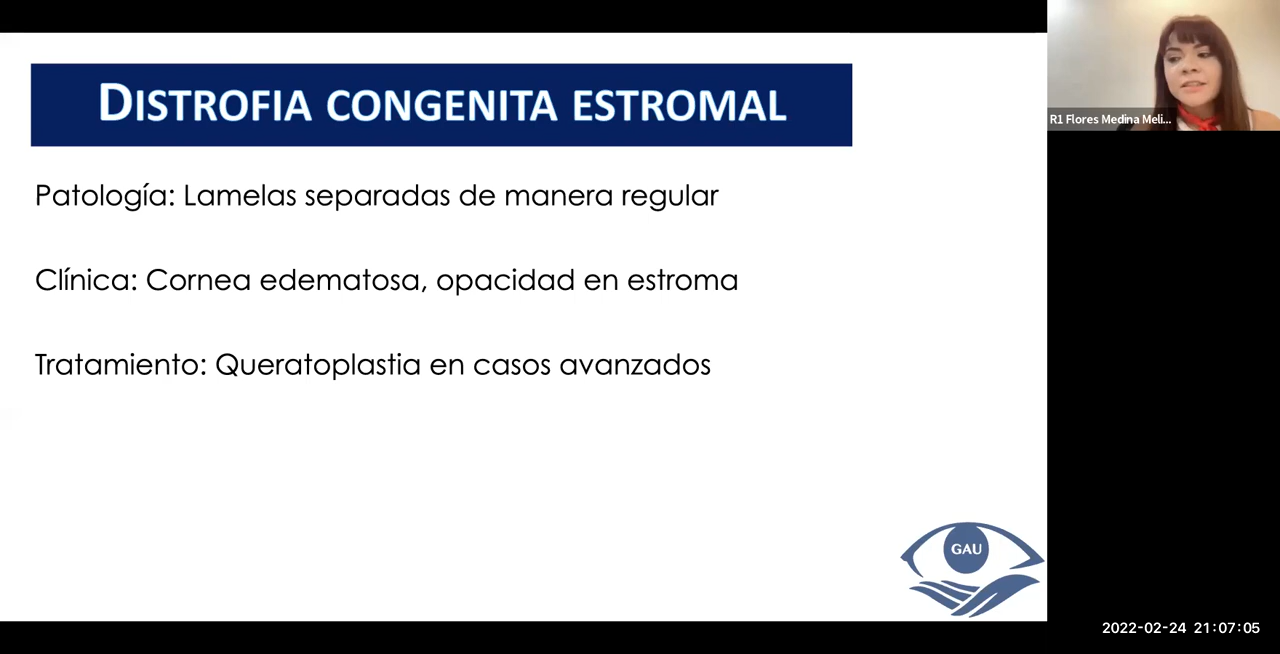 DISTROFIA CONGENITA ESTROMAL
R1 Flores Medina Meli...
Patología: Lamelas separadas de manera regular
Clínica: Cornea edematosa, opacidad en estroma
Tratamiento: Queratoplastia en casos avanzados
GAU
2022-02-24 21:07:05